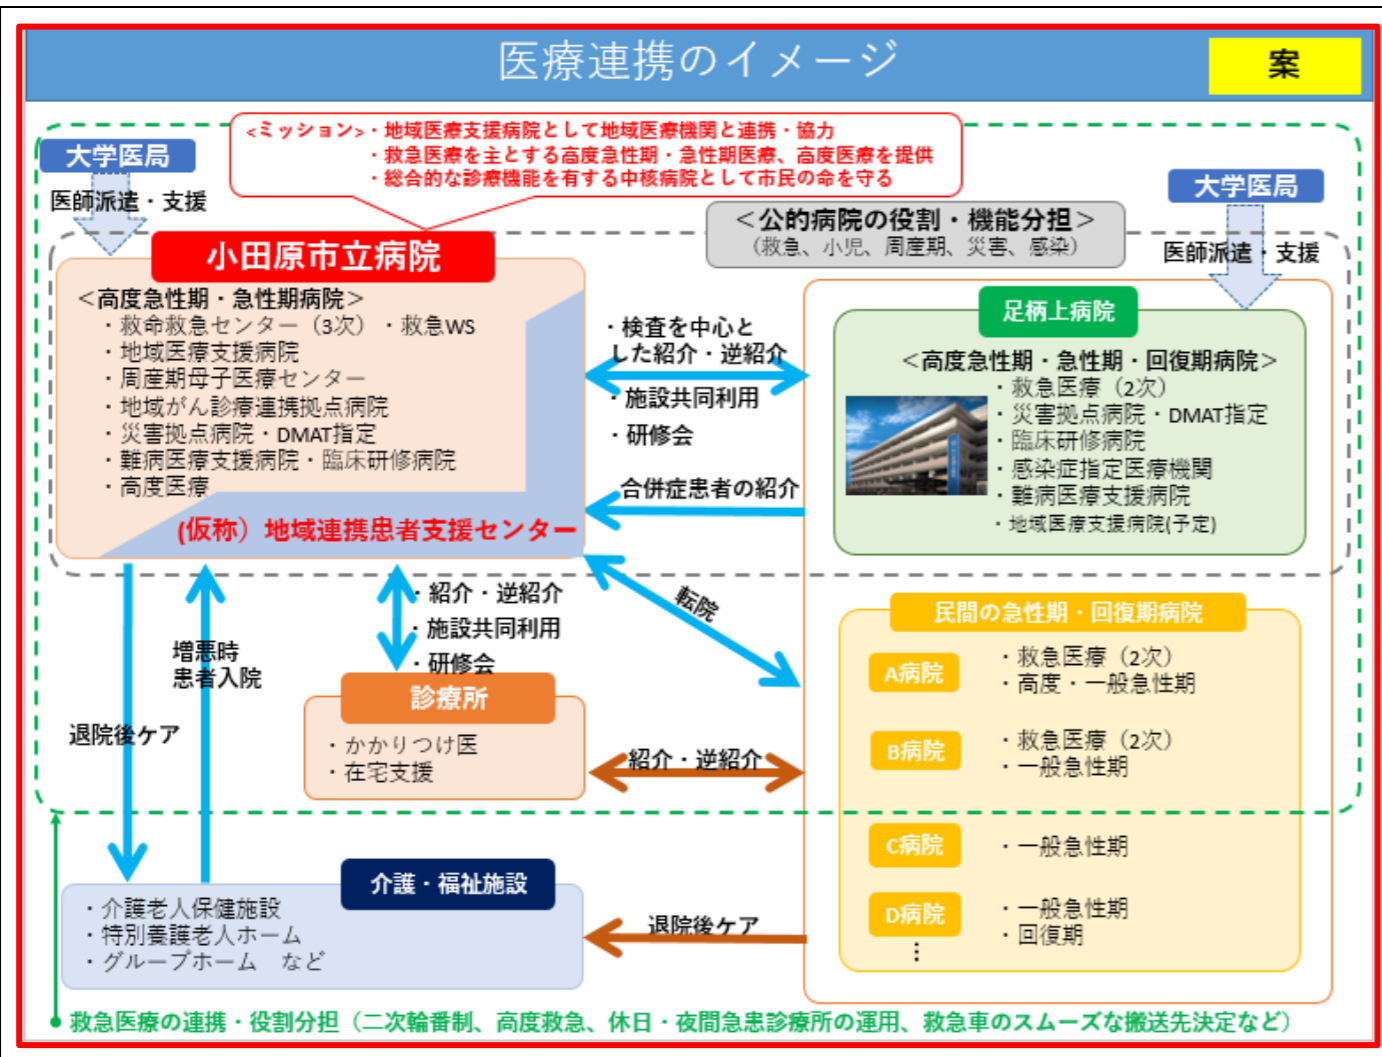 医療連携のイメージ
案
<ミッション>・地域医療支援病院として地域医療機関と連携・協力
・救急医療を主とする高度急性期・急性期医療、高度医療を提供
・総合的な診療機能を有する中核病院として市民の命を守る
大学医局
医師派遣・支援
大学医局
医師派遣・支援
＜公的病院の役割・機能分担＞
（救急、小児、周産期、災害、感染）
小田原市立病院
＜高度急性期・急性期病院＞
・救命救急センター（3次）・救急WS
・地域医療支援病院
・周産期母子医療センター
・地域がん診療連携拠点病院
・災害拠点病院・DMAT指定
・難病医療支援病院・臨床研修病院
・高度医療
(仮称）地域連携患者支援センター
・検査を中心と
した紹介・逆紹介
・施設共同利用
・研修会
合併症患者の紹介
足柄上病院
＜高度急性期・急性期・回復期病院＞
・救急医療（2次）
・災害拠点病院・DMAT指定
・臨床研修病院
・感染症指定医療機関
・難病医療支援病院
・地域医療支援病院(予定)
・紹介・逆紹介
・施設共同利用
・研修会
転院
増悪時
患者入院
退院後ケア
診療所
・かかりつけ医
・在宅支援
紹介・逆紹介
民間の急性期・回復期病院
A病院
・救急医療（2次）
・高度・一般急性期
B病院
・救急医療（2次）
・一般急性期
C病院
・一般急性期
D病院
・一般急性期
・回復期
⋮
介護・福祉施設
・介護老人保健施設
・特別養護老人ホーム
・グループホーム　など
退院後ケア
救急医療の連携・役割分担（二次輪番制、高度救急、休日・夜間急患診療所の運用、救急車のスムーズな搬送先決定など）